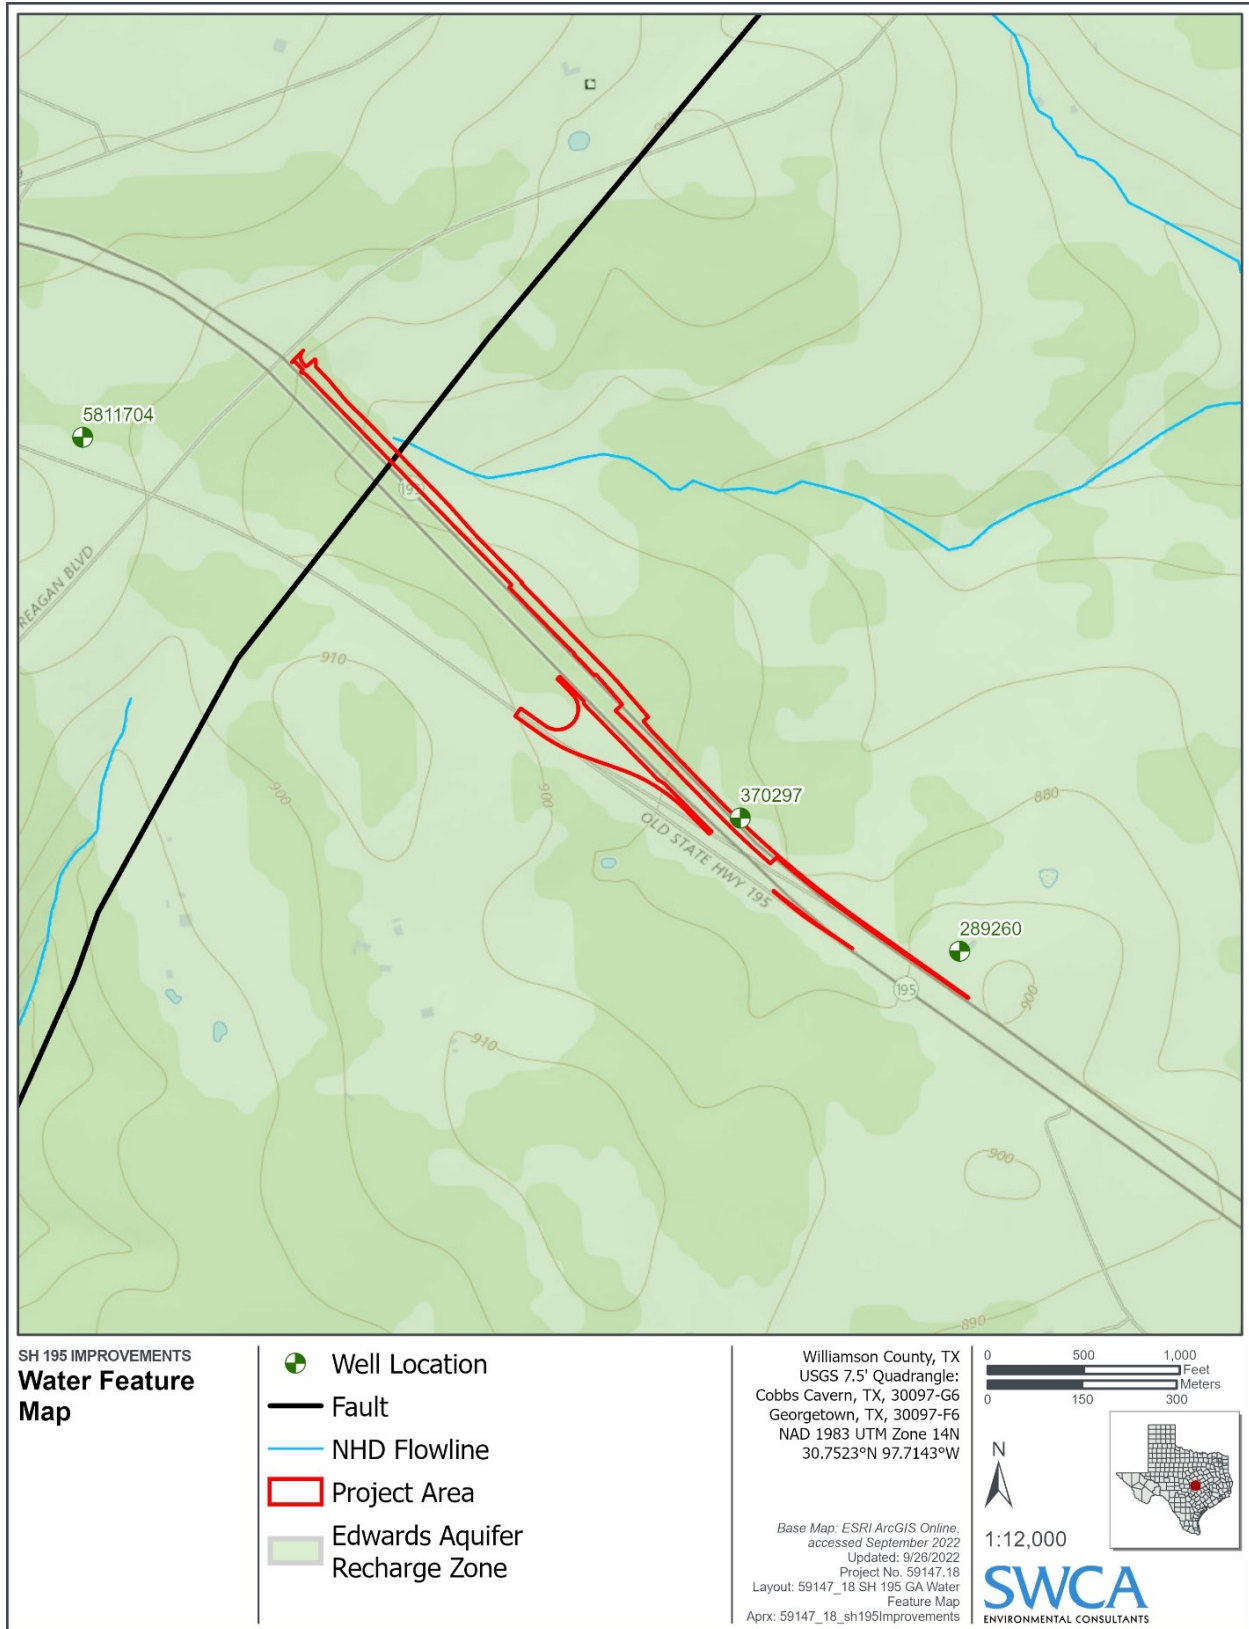 900
5811704
195
REAGAN BLVD
910
900
900
370297
880
OLD STATE HWY 195
289260
195
900
910
900
890
SH 195 IMPROVEMENTS
Water Feature
Map
Well Location
Fault
NHD Flowline
Project Area
Edwards Aquifer
Recharge Zone
Williamson County, TX
USGS 7.5' Quadrangle:
Cobbs Cavern, TX, 30097-G6
Georgetown, TX, 30097-F6
NAD 1983 UTM Zone 14N
30.7523°N 97.7143°W
Base Map: ESRI ArcGIS Online,
accessed September 2022
Updated: 9/26/2022
Project No. 59147.18
Layout: 59147_18 SH 195 GA Water
Feature Map
Aprx: 59147_18_sh195Improvements
0 500 1,000
Feet
Meters
0 150 300
N
1:12,000
SWCA
ENVIRONMENTAL CONSULTANTS